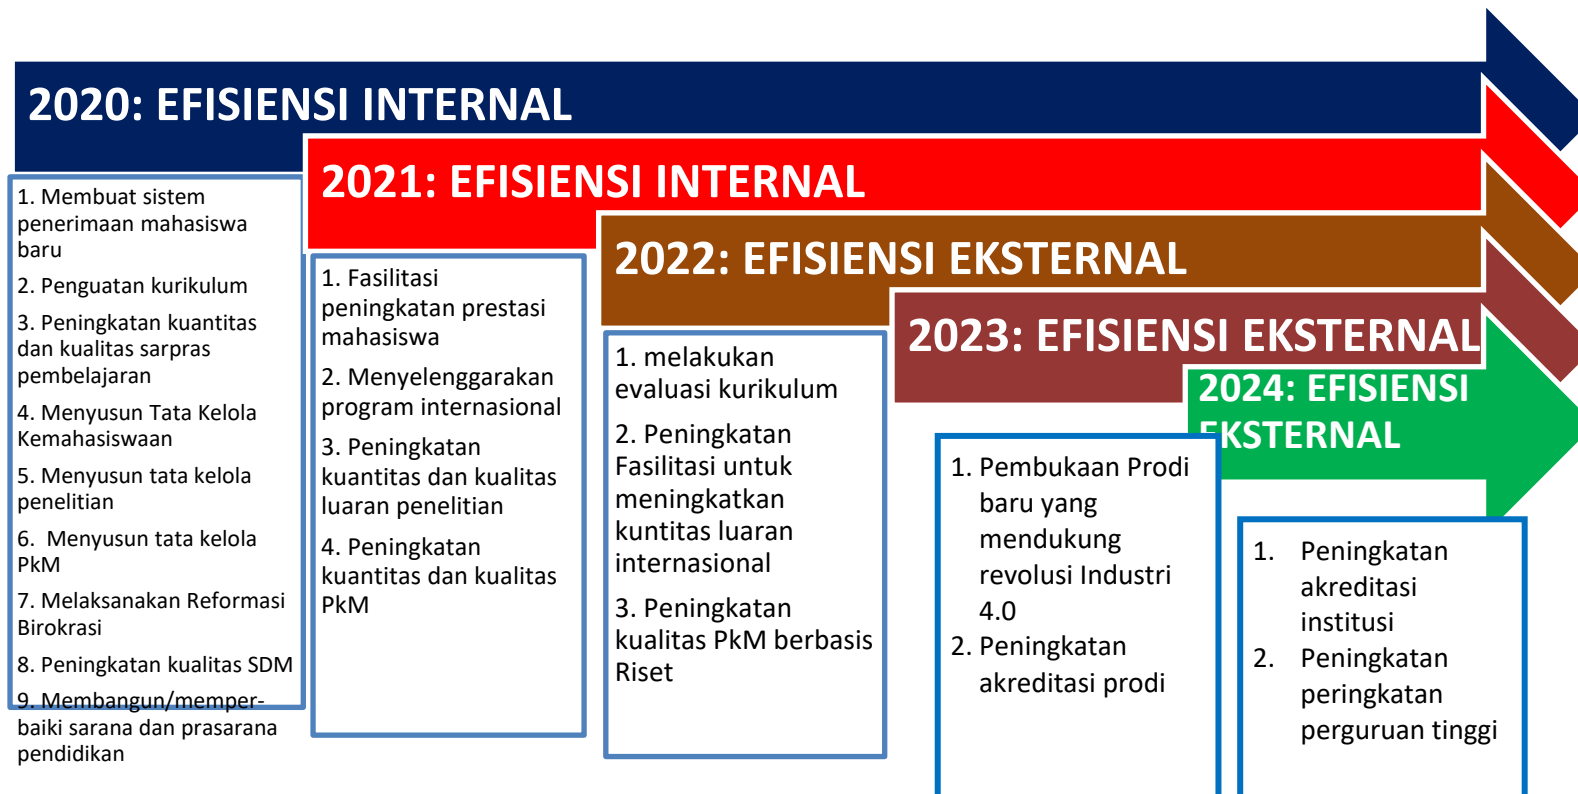 2020: EFISIENSI INTERNAL
1. Membuat sistem
penerimaan mahasiswa
baru
2. Penguatan kurikulum
3. Peningkatan kuantitas
dan kualitas sarpras
pembelajaran
4. Menyusun Tata Kelola
Kemahasiswaan
5. Menyusun tata kelola
penelitian
6. Menyusun tata kelola
PkM
7. Melaksanakan Reformasi
Birokrasi
8. Peningkatan kualitas SDM
9. Membangun/memper-
baiki sarana dan prasarana
pendidikan
2021: EFISIENSI INTERNAL
1. Fasilitasi
peningkatan prestasi
mahasiswa
2. Menyelenggarakan
program internasional
3. Peningkatan
kuantitas dan kualitas
luaran penelitian
4. Peningkatan
kuantitas dan kualitas
PkM
2022: EFISIENSI EKSTERNAL
1. melakukan
evaluasi kurikulum
2. Peningkatan
Fasilitasi untuk
meningkatkan
kuntitas luaran
internasional
3. Peningkatan
kualitas PkM berbasis
Riset
2023: EFISIENSI EKSTERNAL
1. Pembukaan Prodi
baru yang
mendukung
revolusi Industri
4.0
2. Peningkatan
akreditasi prodi
2024: EFISIENSI
EKSTERNAL
1. Peningkatan
akreditasi
institusi
2. Peningkatan
peringkatan
perguruan tinggi